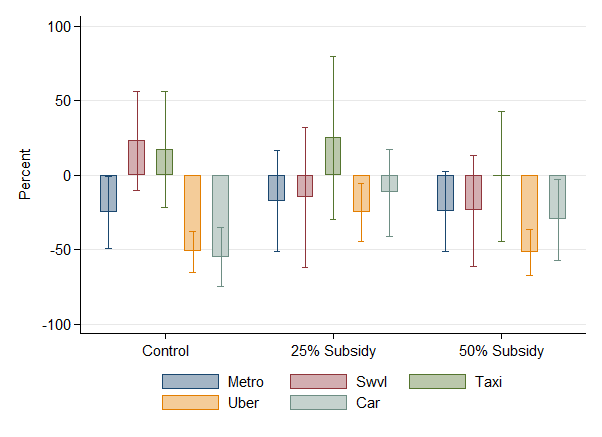 100
50
0
-50
-100
Percent
Control 25% Subsidy 50% Subsidy
Metro Swvl Taxi
Uber Car